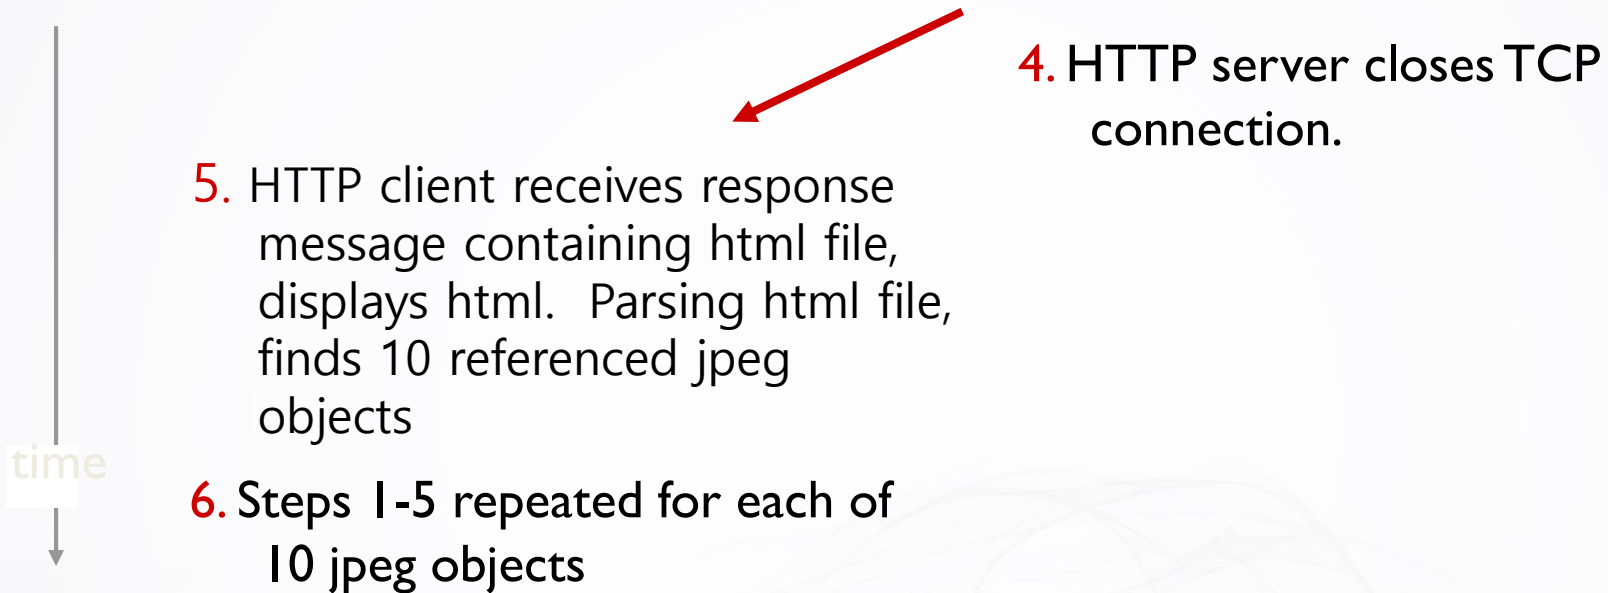 4. HTTP server closes TCP
connection.
5. HTTP client receives response
message containing html file,
displays html.  Parsing html file,
finds 10 referenced jpeg
objects
time
6. Steps 1-5 repeated for each of
10 jpeg objects